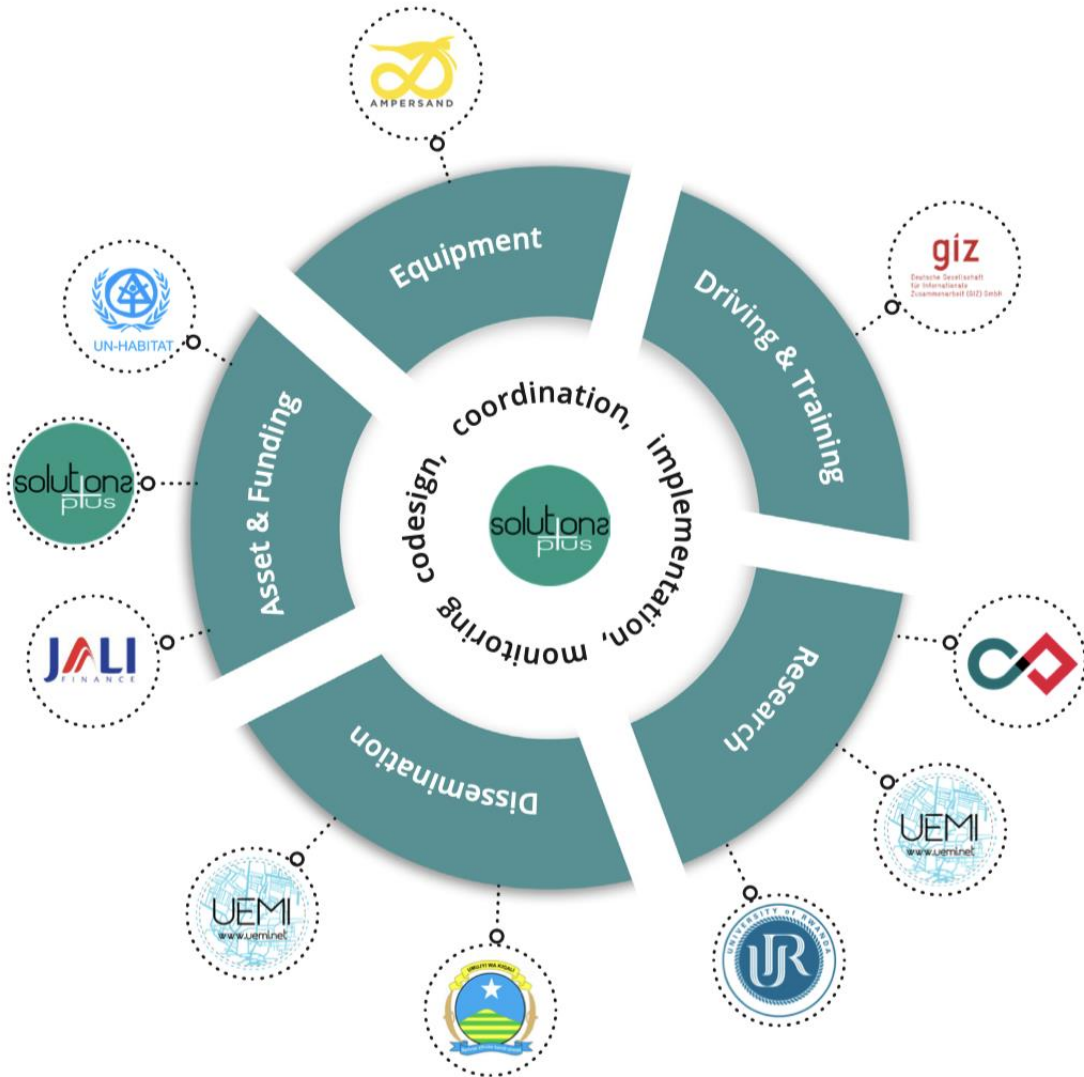 AMPERSAND
Equipment
giz
Deutsche Gesellschaft
für Internationale
Zusammenarbeit (GIZ) GmbH
Driving & Training
UN-HABITAT
Asset & Funding
solutions
plus
JALI
FINANCE
codesign, coordination, implementation, monitoring
solutions
plus
Research
UEMI
www.uemi.net
UNIVERSITY of RWANDA
UR
Dissemination
UEMI
www.uemi.net
UMUJYI WA KIGALI